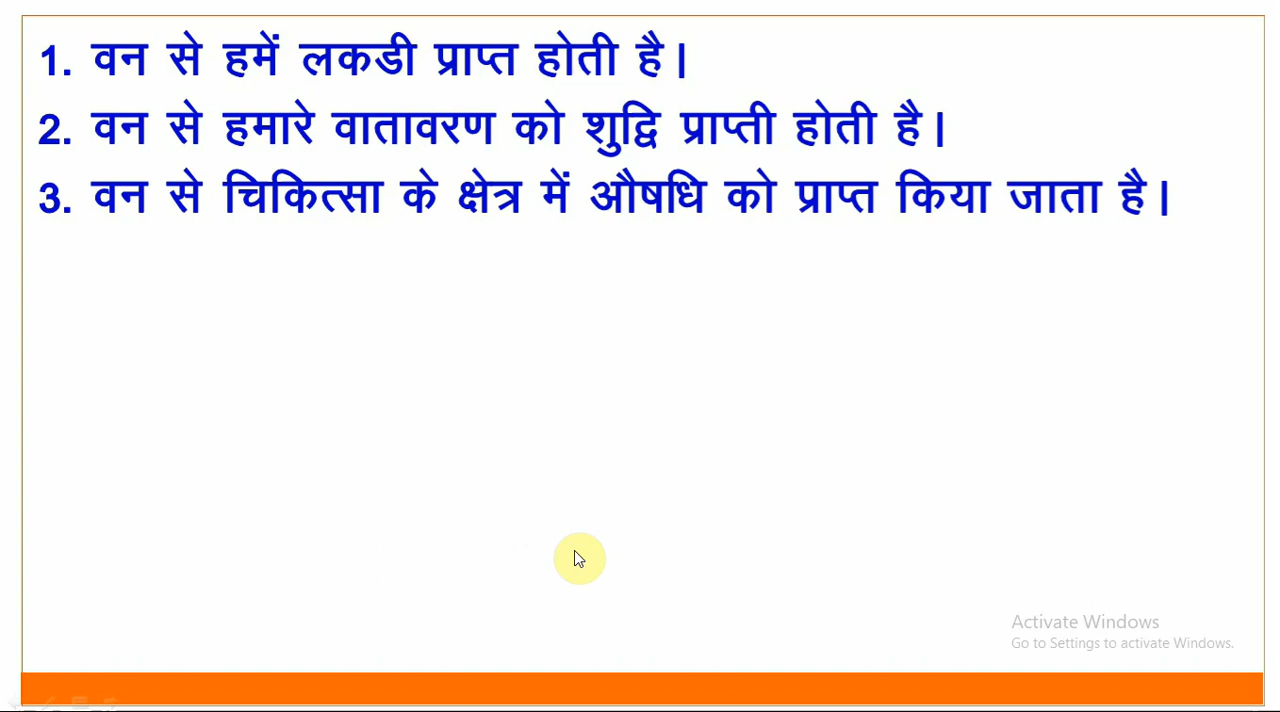 1. वन से हमें लकडी प्राप्त होती है |
2. वन से हमारे वातावरण को शुद्वि प्राप्ती होती है |
3. वन से चिकित्सा के क्षेत्र में औषधि को प्राप्त किया जाता है |
Activate Windows
Go to Settings to activate Windows.